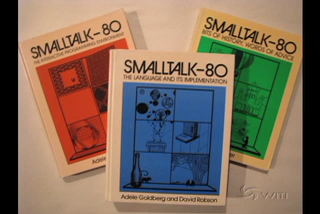 SMALLTALK-80
THE INTERACTIVE PROGRAMMING ENVIRONMENT
SMALLTALK-80
THE LANGUAGE AND ITS IMPLEMENTATION
Adele Goldberg and David Robson
SMALLTALK-80
BITS OF HISTORY, WORDS OF ADVICE
WITI